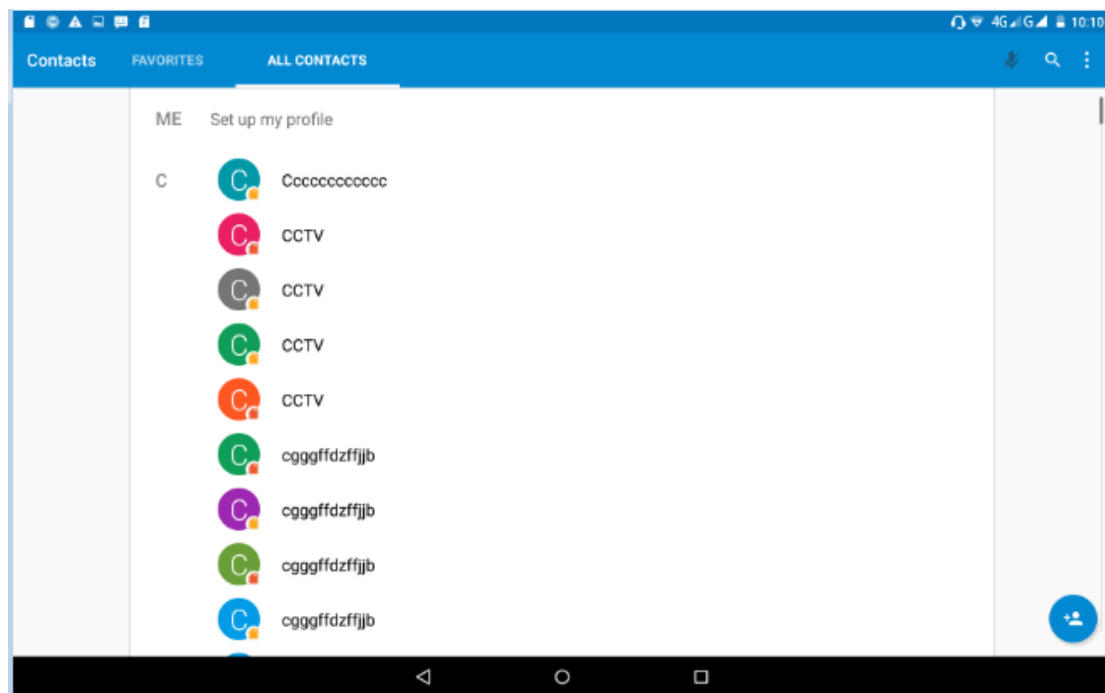 4G G 10:10
Contacts FAVORITES ALL CONTACTS
ME Set up my profile
C C Cccccccccccc
C CCTV
C CCTV
C CCTV
C CCTV
C cgggffdzffjjb
C cgggffdzffjjb
C cgggffdzffjjb
C cgggffdzffjjb